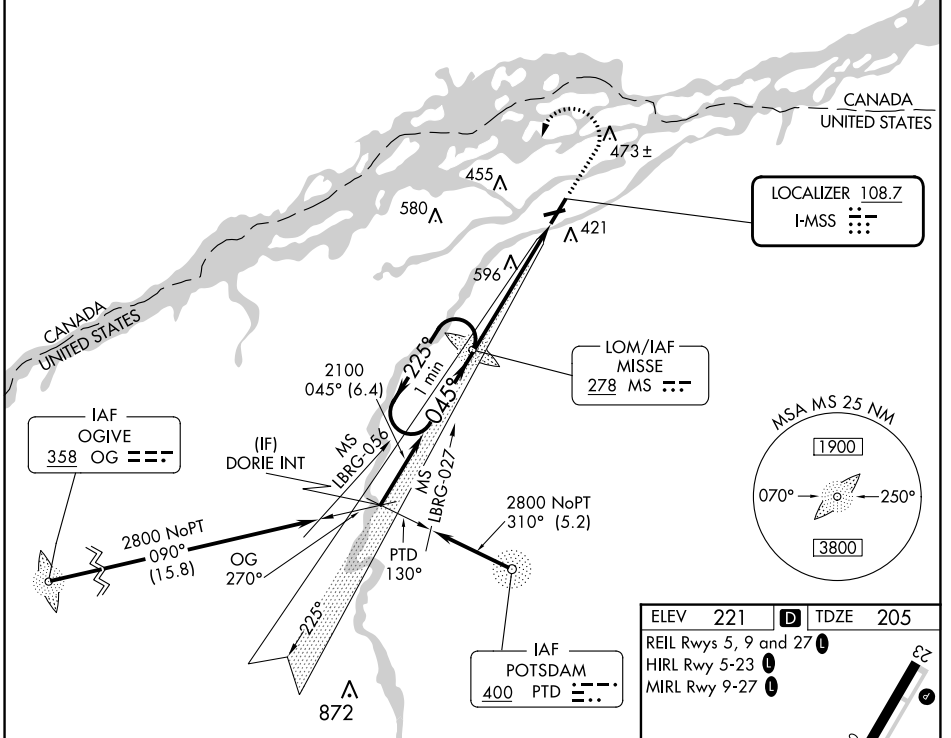 CANADA
UNITED STATES
473 ±
455
580
421
596
LOCALIZER 108.7
I-MSS
CANADA
UNITED STATES
225°
1 min
045°
2100
045° (6.4)
LOM/IAF
MISSE
278 MS
MSA MS 25 NM
1900
070°
250°
3800
IAF
OGIVE
358 OG
(IF)
DORIE INT
MS
LBRG-056
MS
LBRG-027
2800 NoPT
090°
(15.8)
OG
270°
PTD
130°
2800 NoPT
310° (5.2)
225°
IAF
POTSDAM
400 PTD
872
ELEV 221 D TDZE 205
REIL Rwys 5, 9 and 27 L
HIRL Rwy 5-23 L
MIRL Rwy 9-27 L
23
P